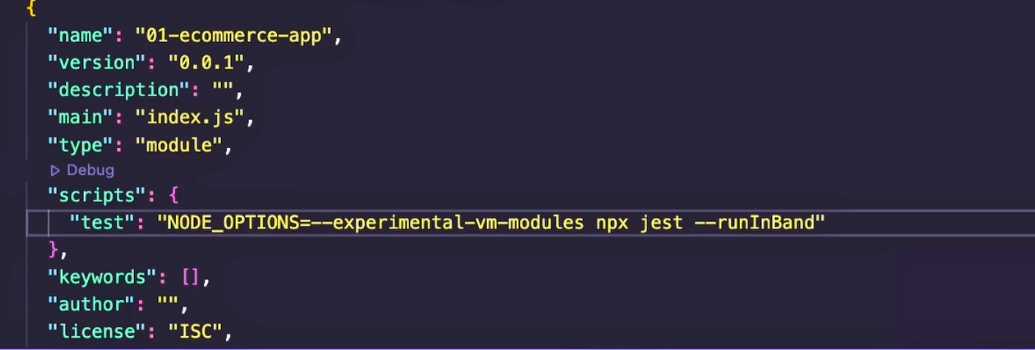 {
"name": "01-ecommerce-app",
"version": "0.0.1",
"description": "",
"main": "index.js",
"type": "module",
Debug
"scripts": {
"test": "NODE_OPTIONS=--experimental-vm-modules npx jest --runInBand"
},
"keywords": [],
"author": "",
"license": "ISC",